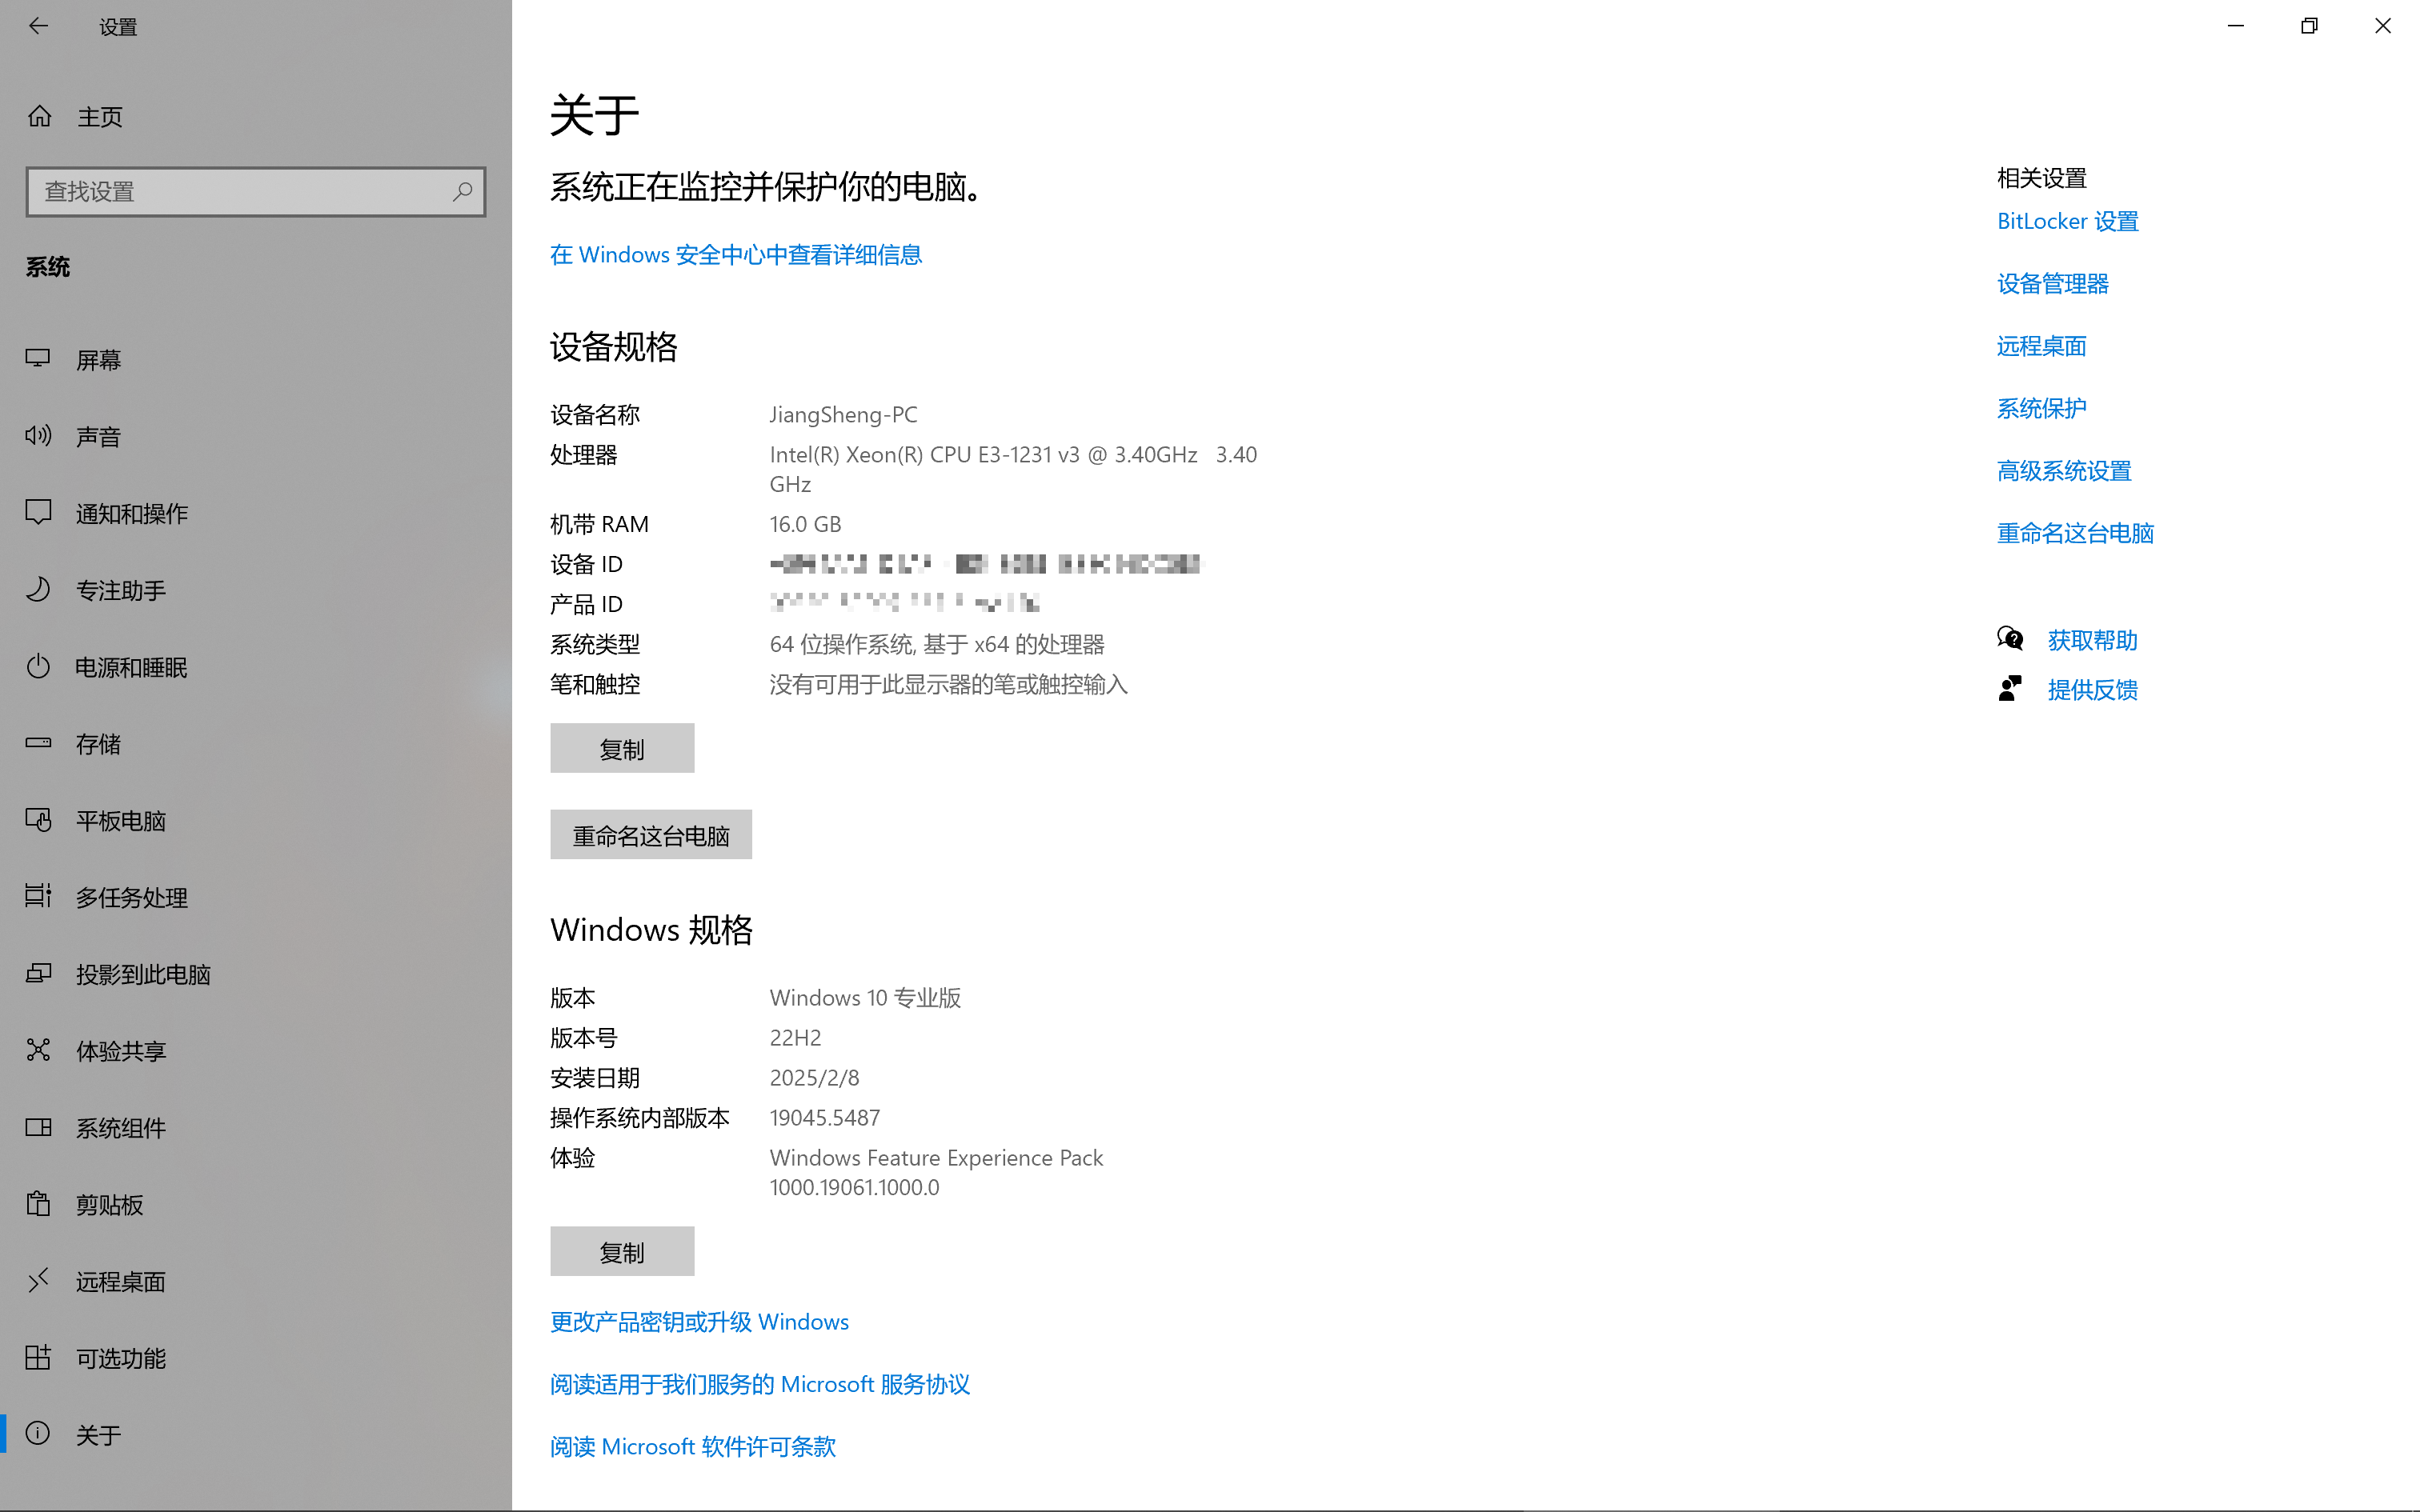 设置
主页
查找设置
系统
屏幕
声音
通知和操作
专注助手
电源和睡眠
存储
平板电脑
多任务处理
投影到此电脑
体验共享
系统组件
剪贴板
远程桌面
可选功能
关于
关于
系统正在监控并保护你的电脑。
在 Windows 安全中心中查看详细信息
设备规格
设备名称 JiangSheng-PC
处理器 Intel(R) Xeon(R) CPU E3-1231 v3 @ 3.40GHz 3.40
GHz
机带 RAM 16.0 GB
设备 ID
产品 ID
系统类型 64 位操作系统, 基于 x64 的处理器
笔和触控 没有可用于此显示器的笔或触控输入
复制
重命名这台电脑
Windows 规格
版本 Windows 10 专业版
版本号 22H2
安装日期 2025/2/8
操作系统内部版本 19045.5487
体验 Windows Feature Experience Pack
1000.19061.1000.0
复制
更改产品密钥或升级 Windows
阅读适用于我们服务的 Microsoft 服务协议
阅读 Microsoft 软件许可条款
相关设置
BitLocker 设置
设备管理器
远程桌面
系统保护
高级系统设置
重命名这台电脑
获取帮助
提供反馈